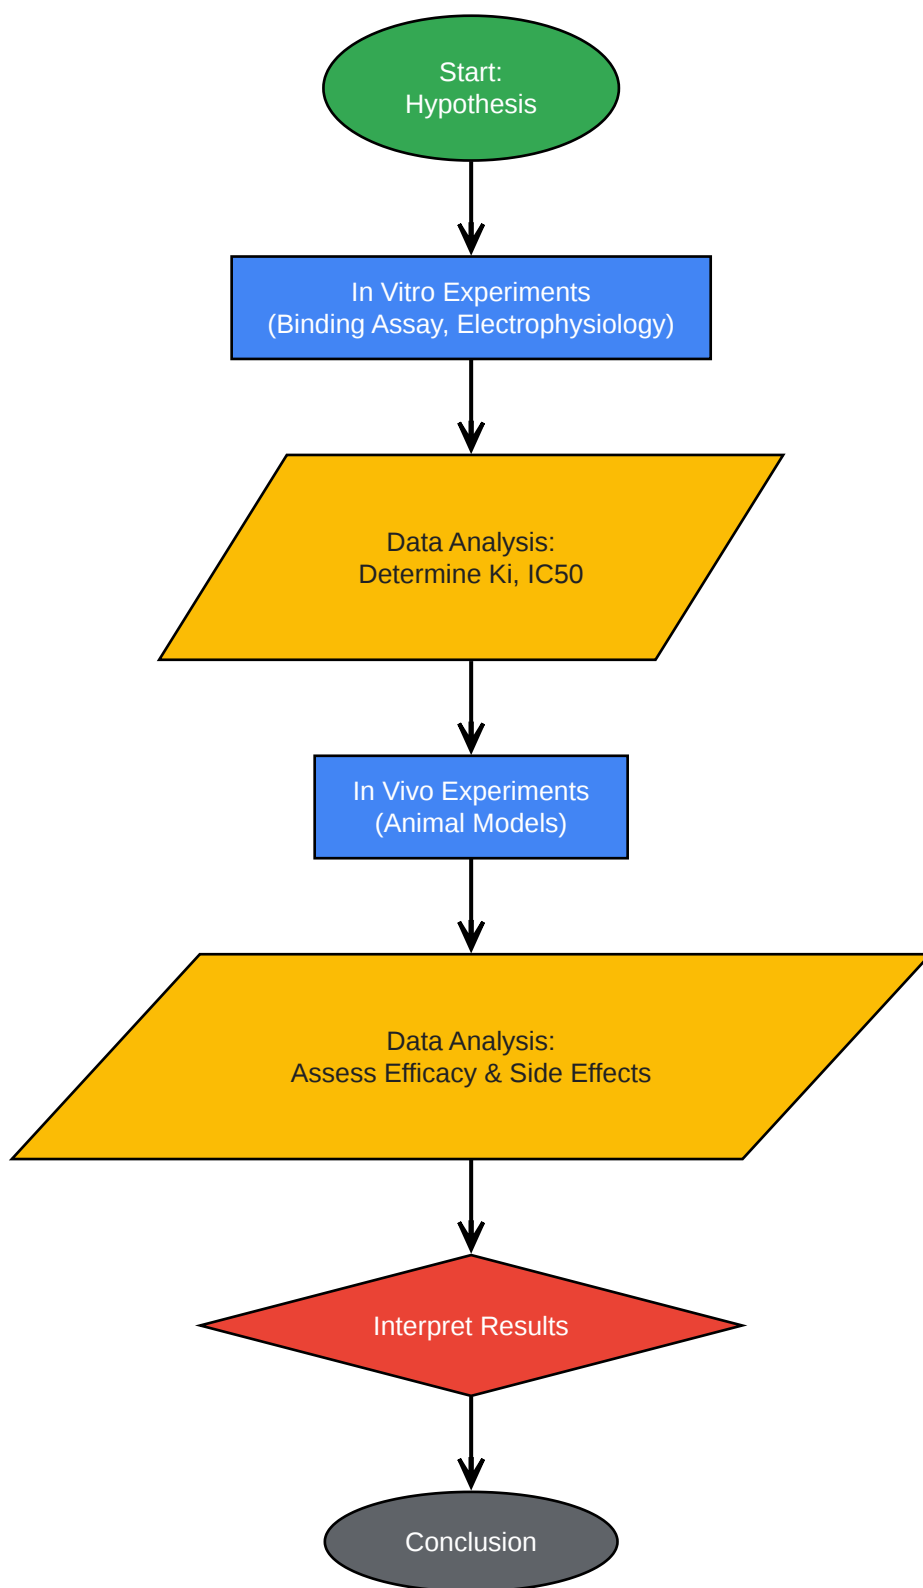 Start:
Hypothesis
In Vitro Experiments
(Binding Assay, Electrophysiology)
Data Analysis:
Determine Ki, IC50
In Vivo Experiments
(Animal Models)
Data Analysis:
Assess Efficacy & Side Effects
Interpret Results
Conclusion